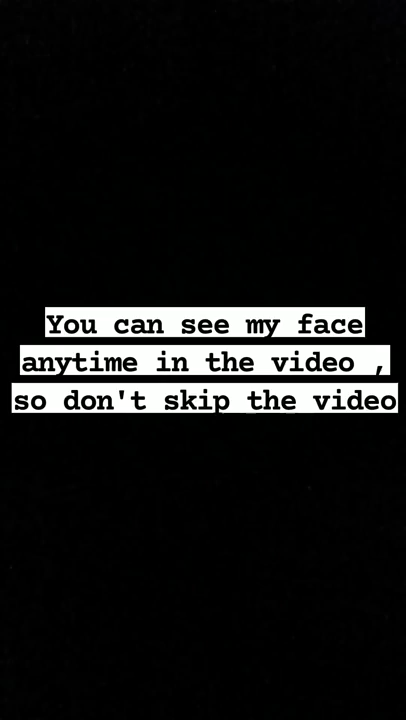 You can see my face
anytime in the video ,
so don't skip the video